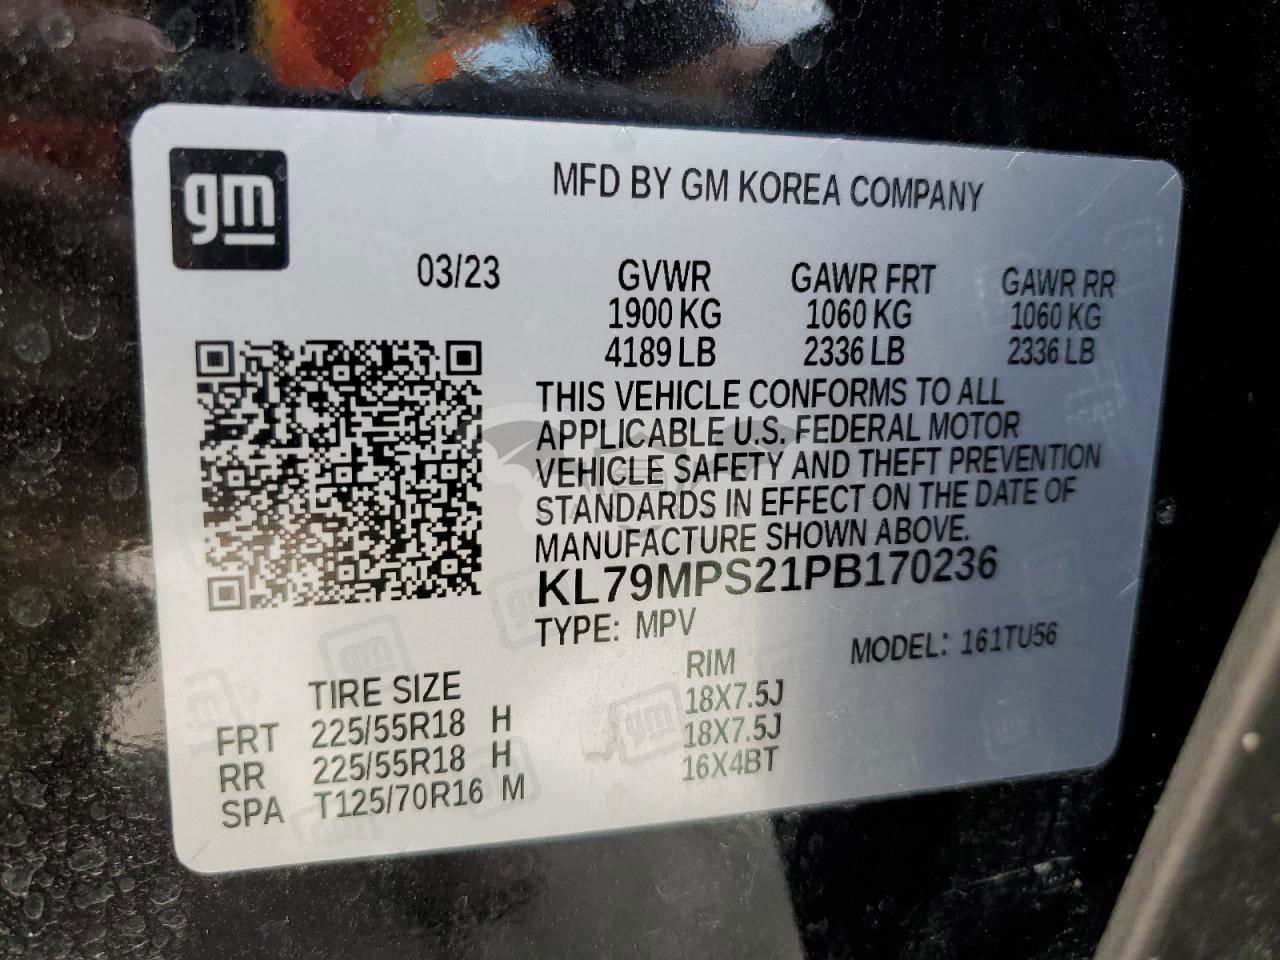 gm
MFD BY GM KOREA COMPANY
03/23 GVWR GAWR FRT GAWR RR
1900 KG 1060 KG 1060 KG
4189 LB 2336 LB 2336 LB
THIS VEHICLE CONFORMS TO ALL
APPLICABLE U.S. FEDERAL MOTOR
VEHICLE SAFETY AND THEFT PREVENTION
STANDARDS IN EFFECT ON THE DATE OF
MANUFACTURE SHOWN ABOVE.
KL79MPS21PB170236
TYPE: MPV MODEL: 161TU56
TIRE SIZE RIM
FRT 225/55R18 H 18X7.5J
RR 225/55R18 H 18X7.5J
SPA T125/70R16 M 16X4BT
gm
gm
gm